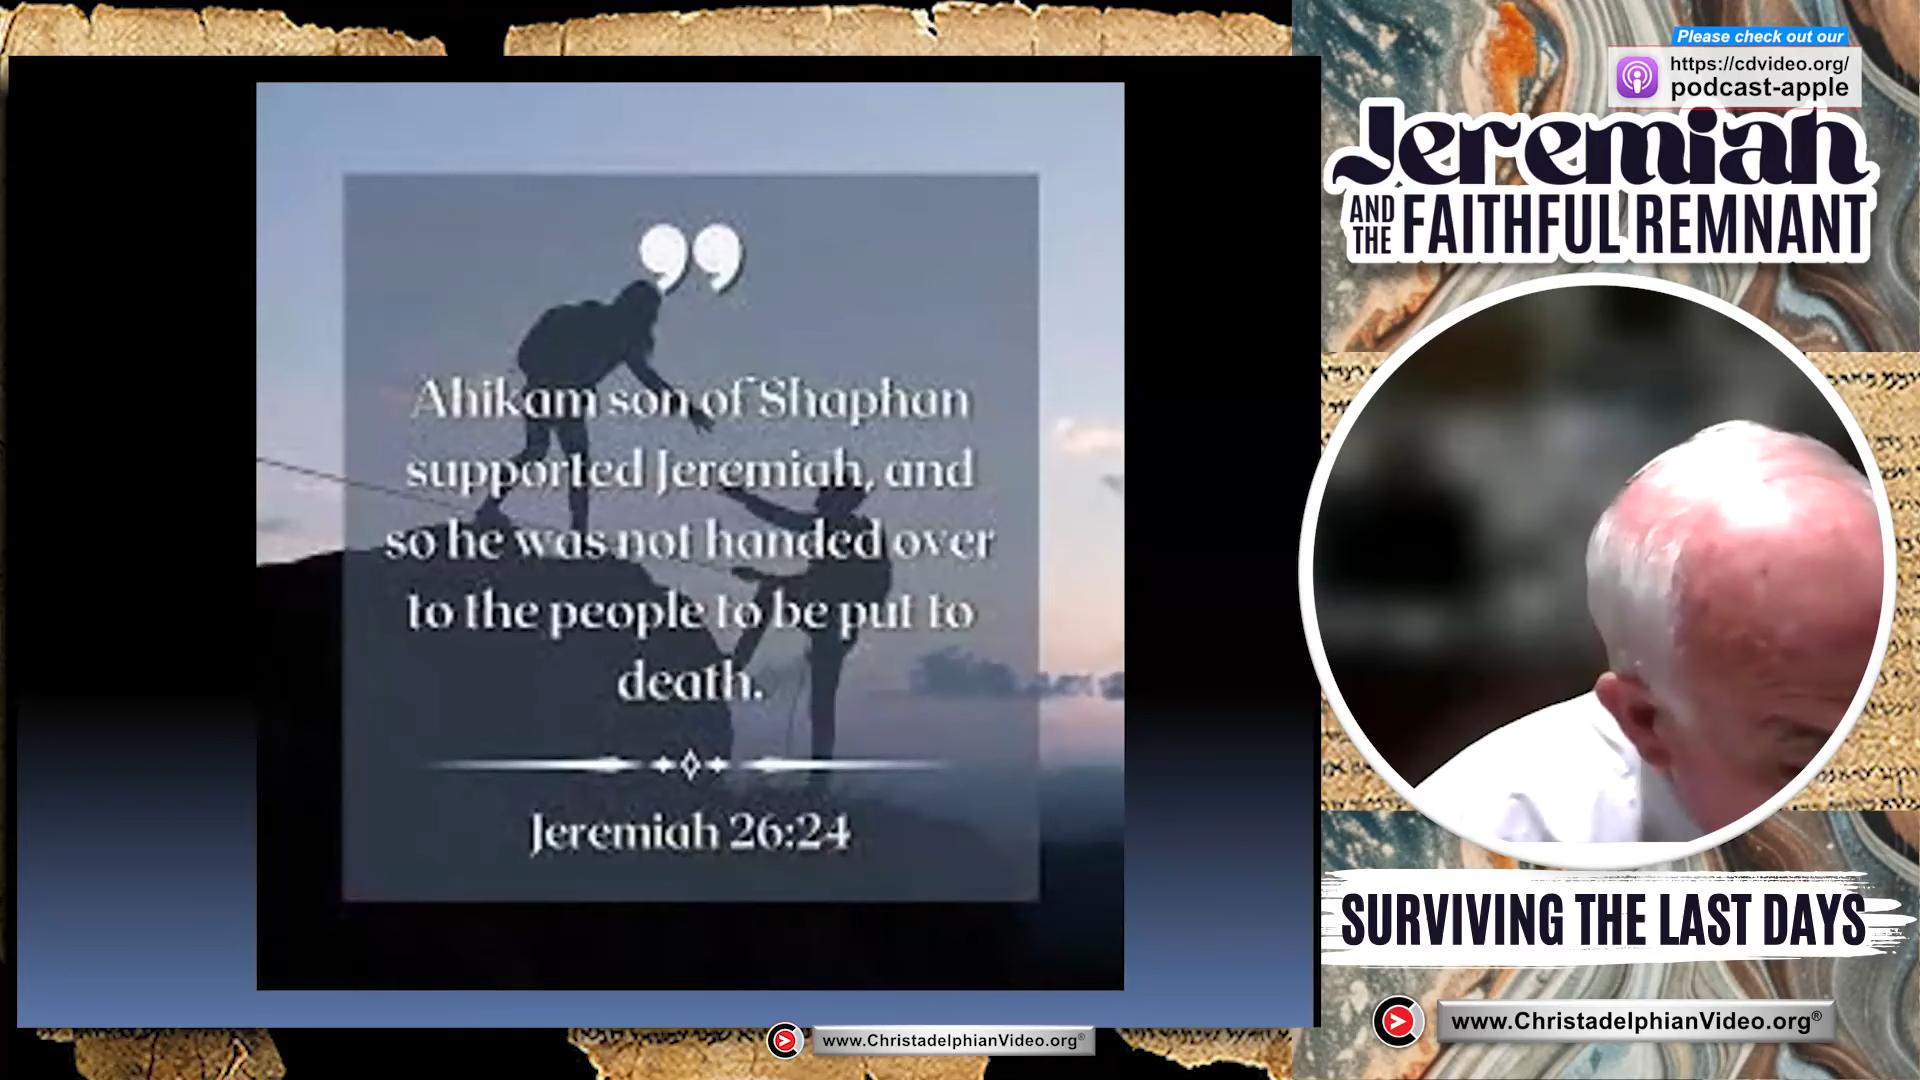 ”
Ahikam son of Shaphan
supported Jeremiah, and
so he was not handed over
to the people to be put to
death.
Jeremiah 26:24
www.ChristadelphianVideo.org®
Please check out our
https://cdvideo.org/
podcast-apple
Jeremiah
AND THE FAITHFUL REMNANT
SURVIVING THE LAST DAYS
www.ChristadelphianVideo.org®